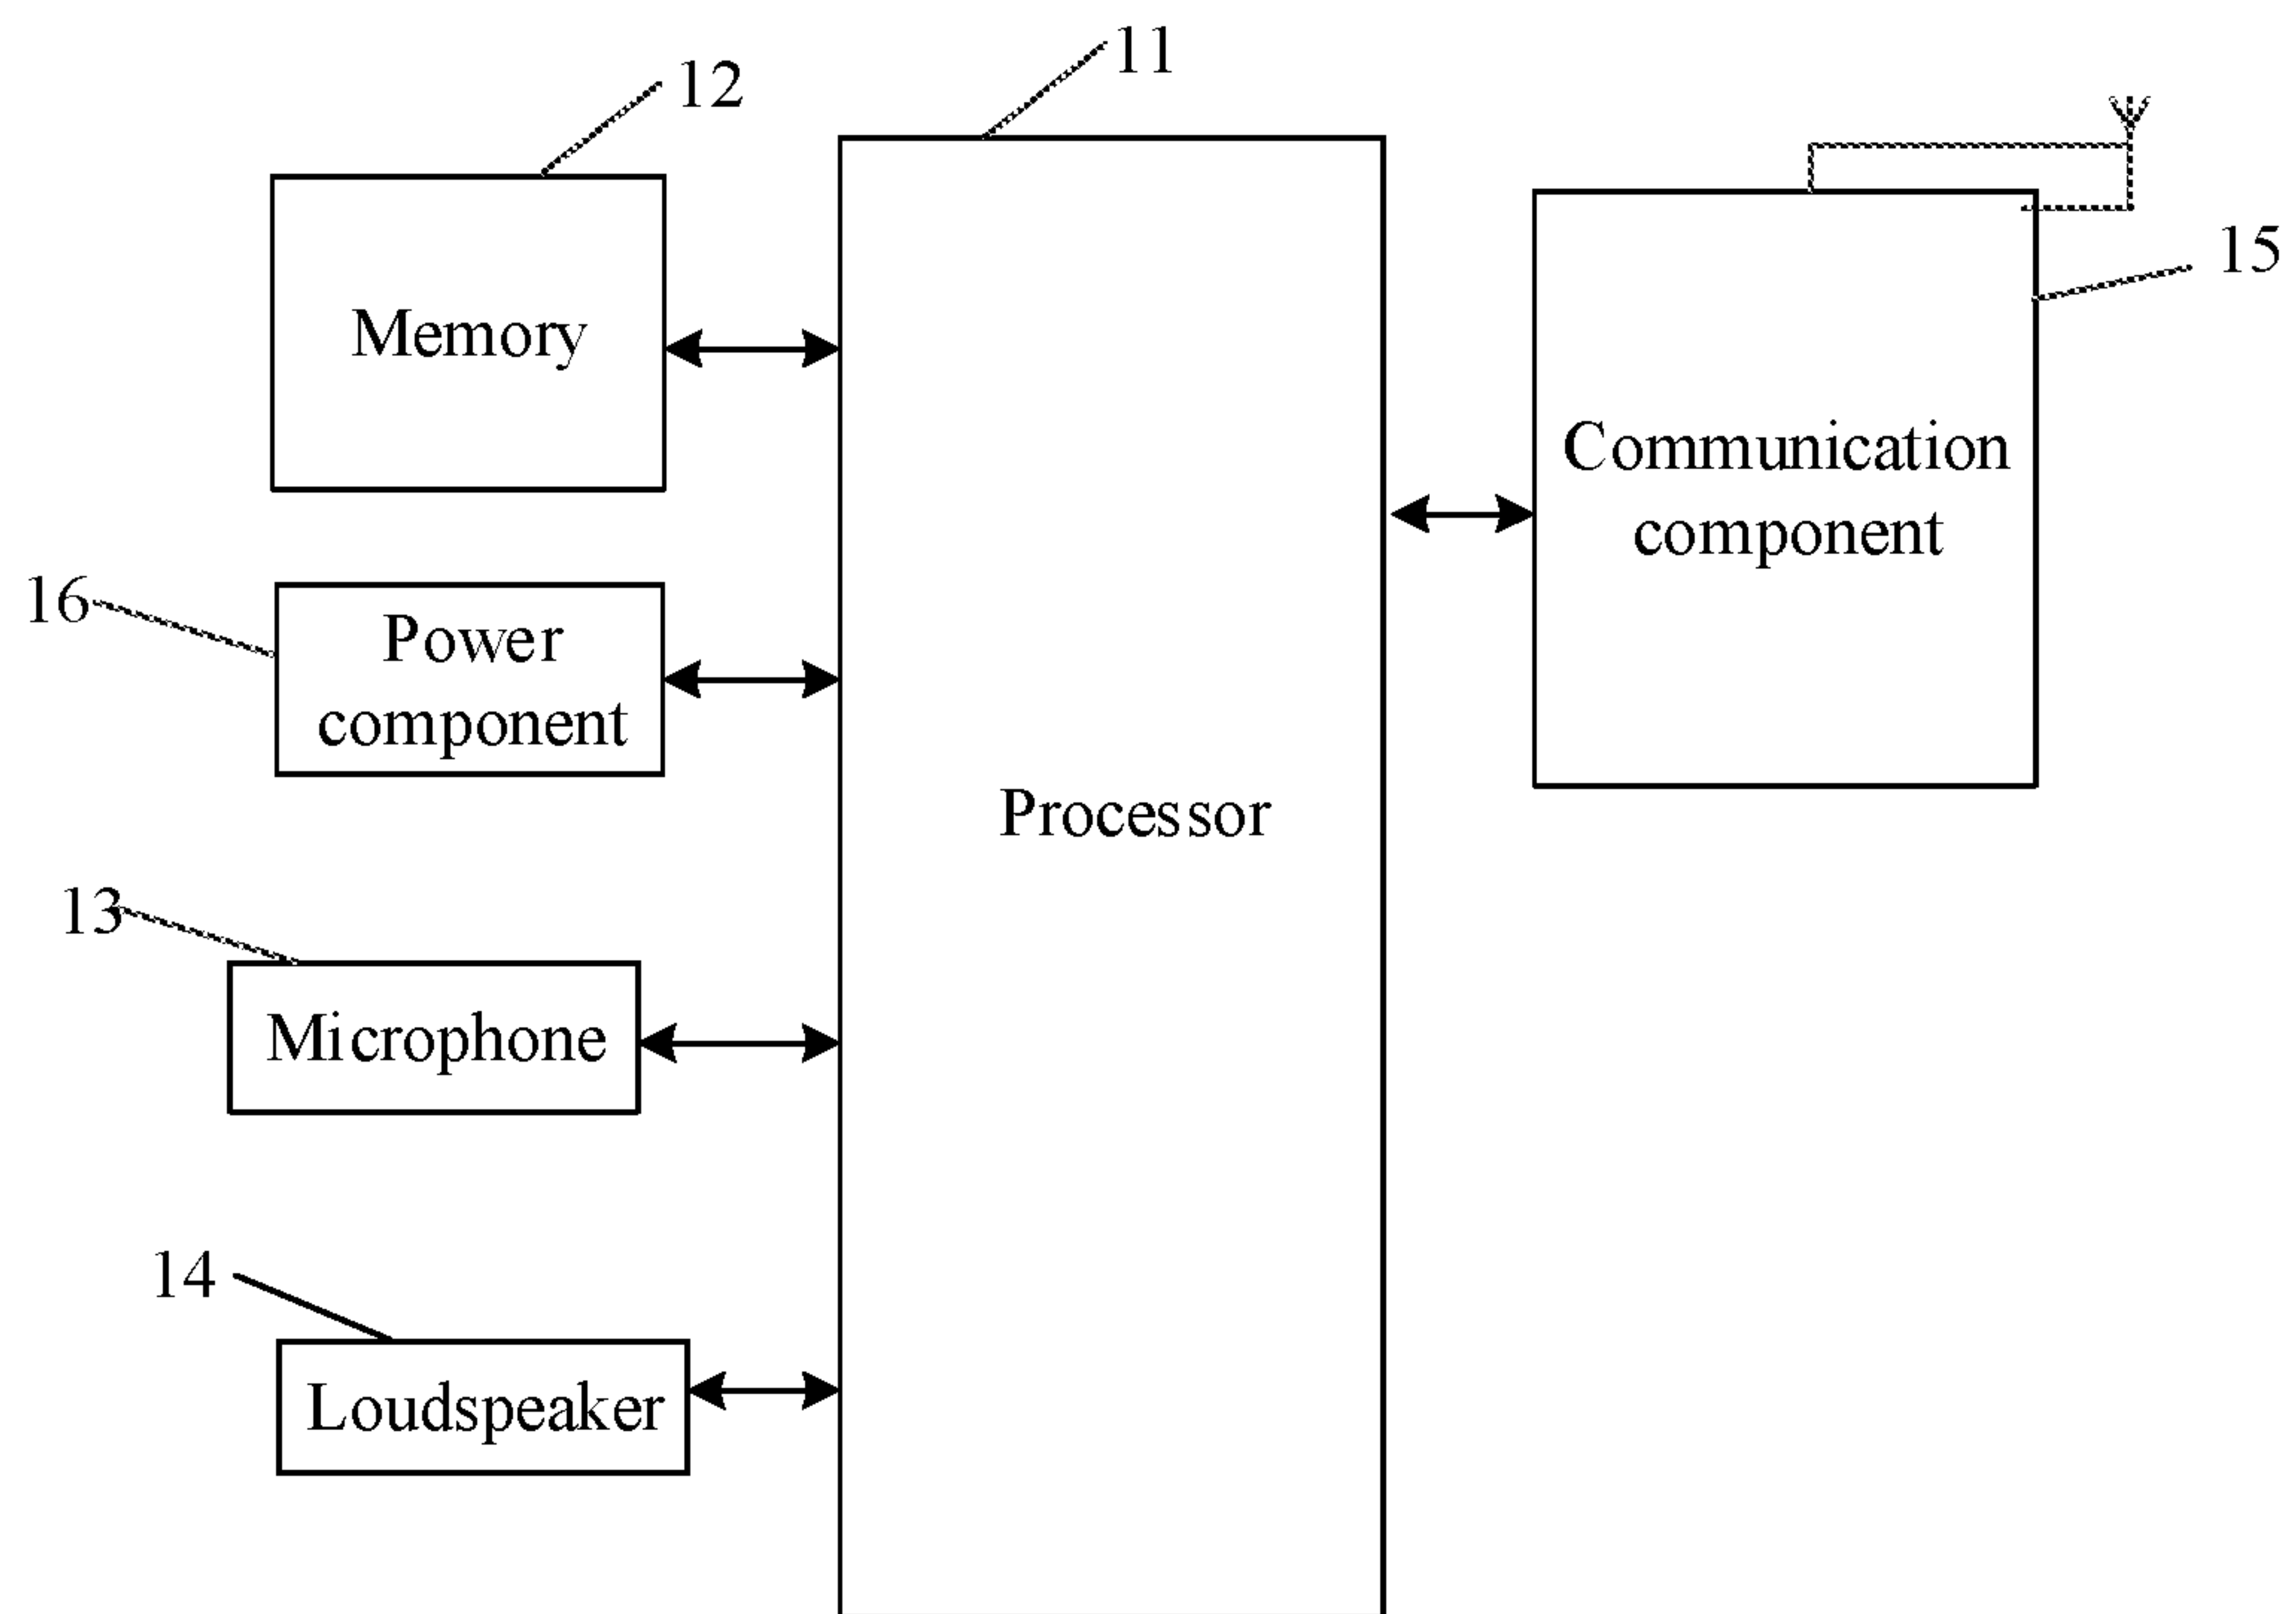 11
12
15
Memory
Communication
component
16
Power
component
Processor
13
Microphone
14
Loudspeaker